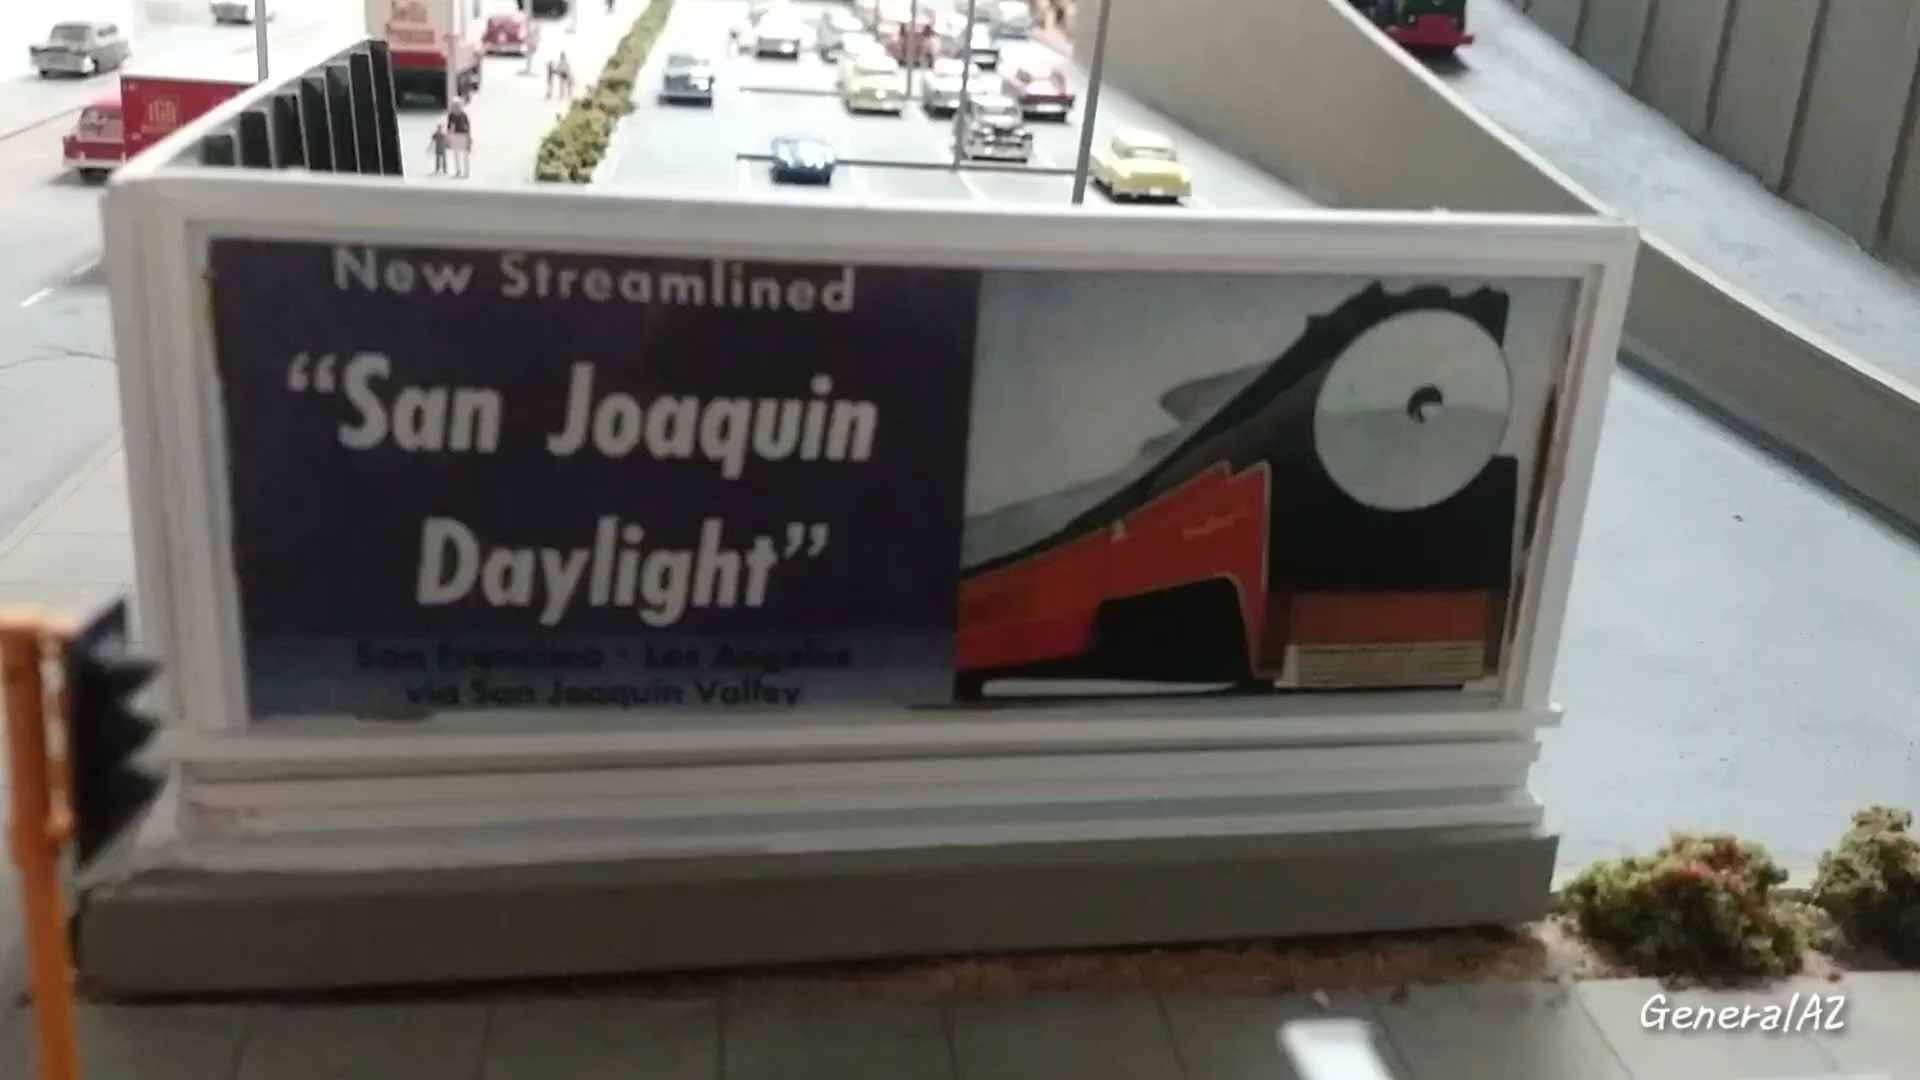 New Streamlined
“San Joaquin
Daylight”
San Francisco - Los Angeles
via San Joaquin Valley
GeneralAZ